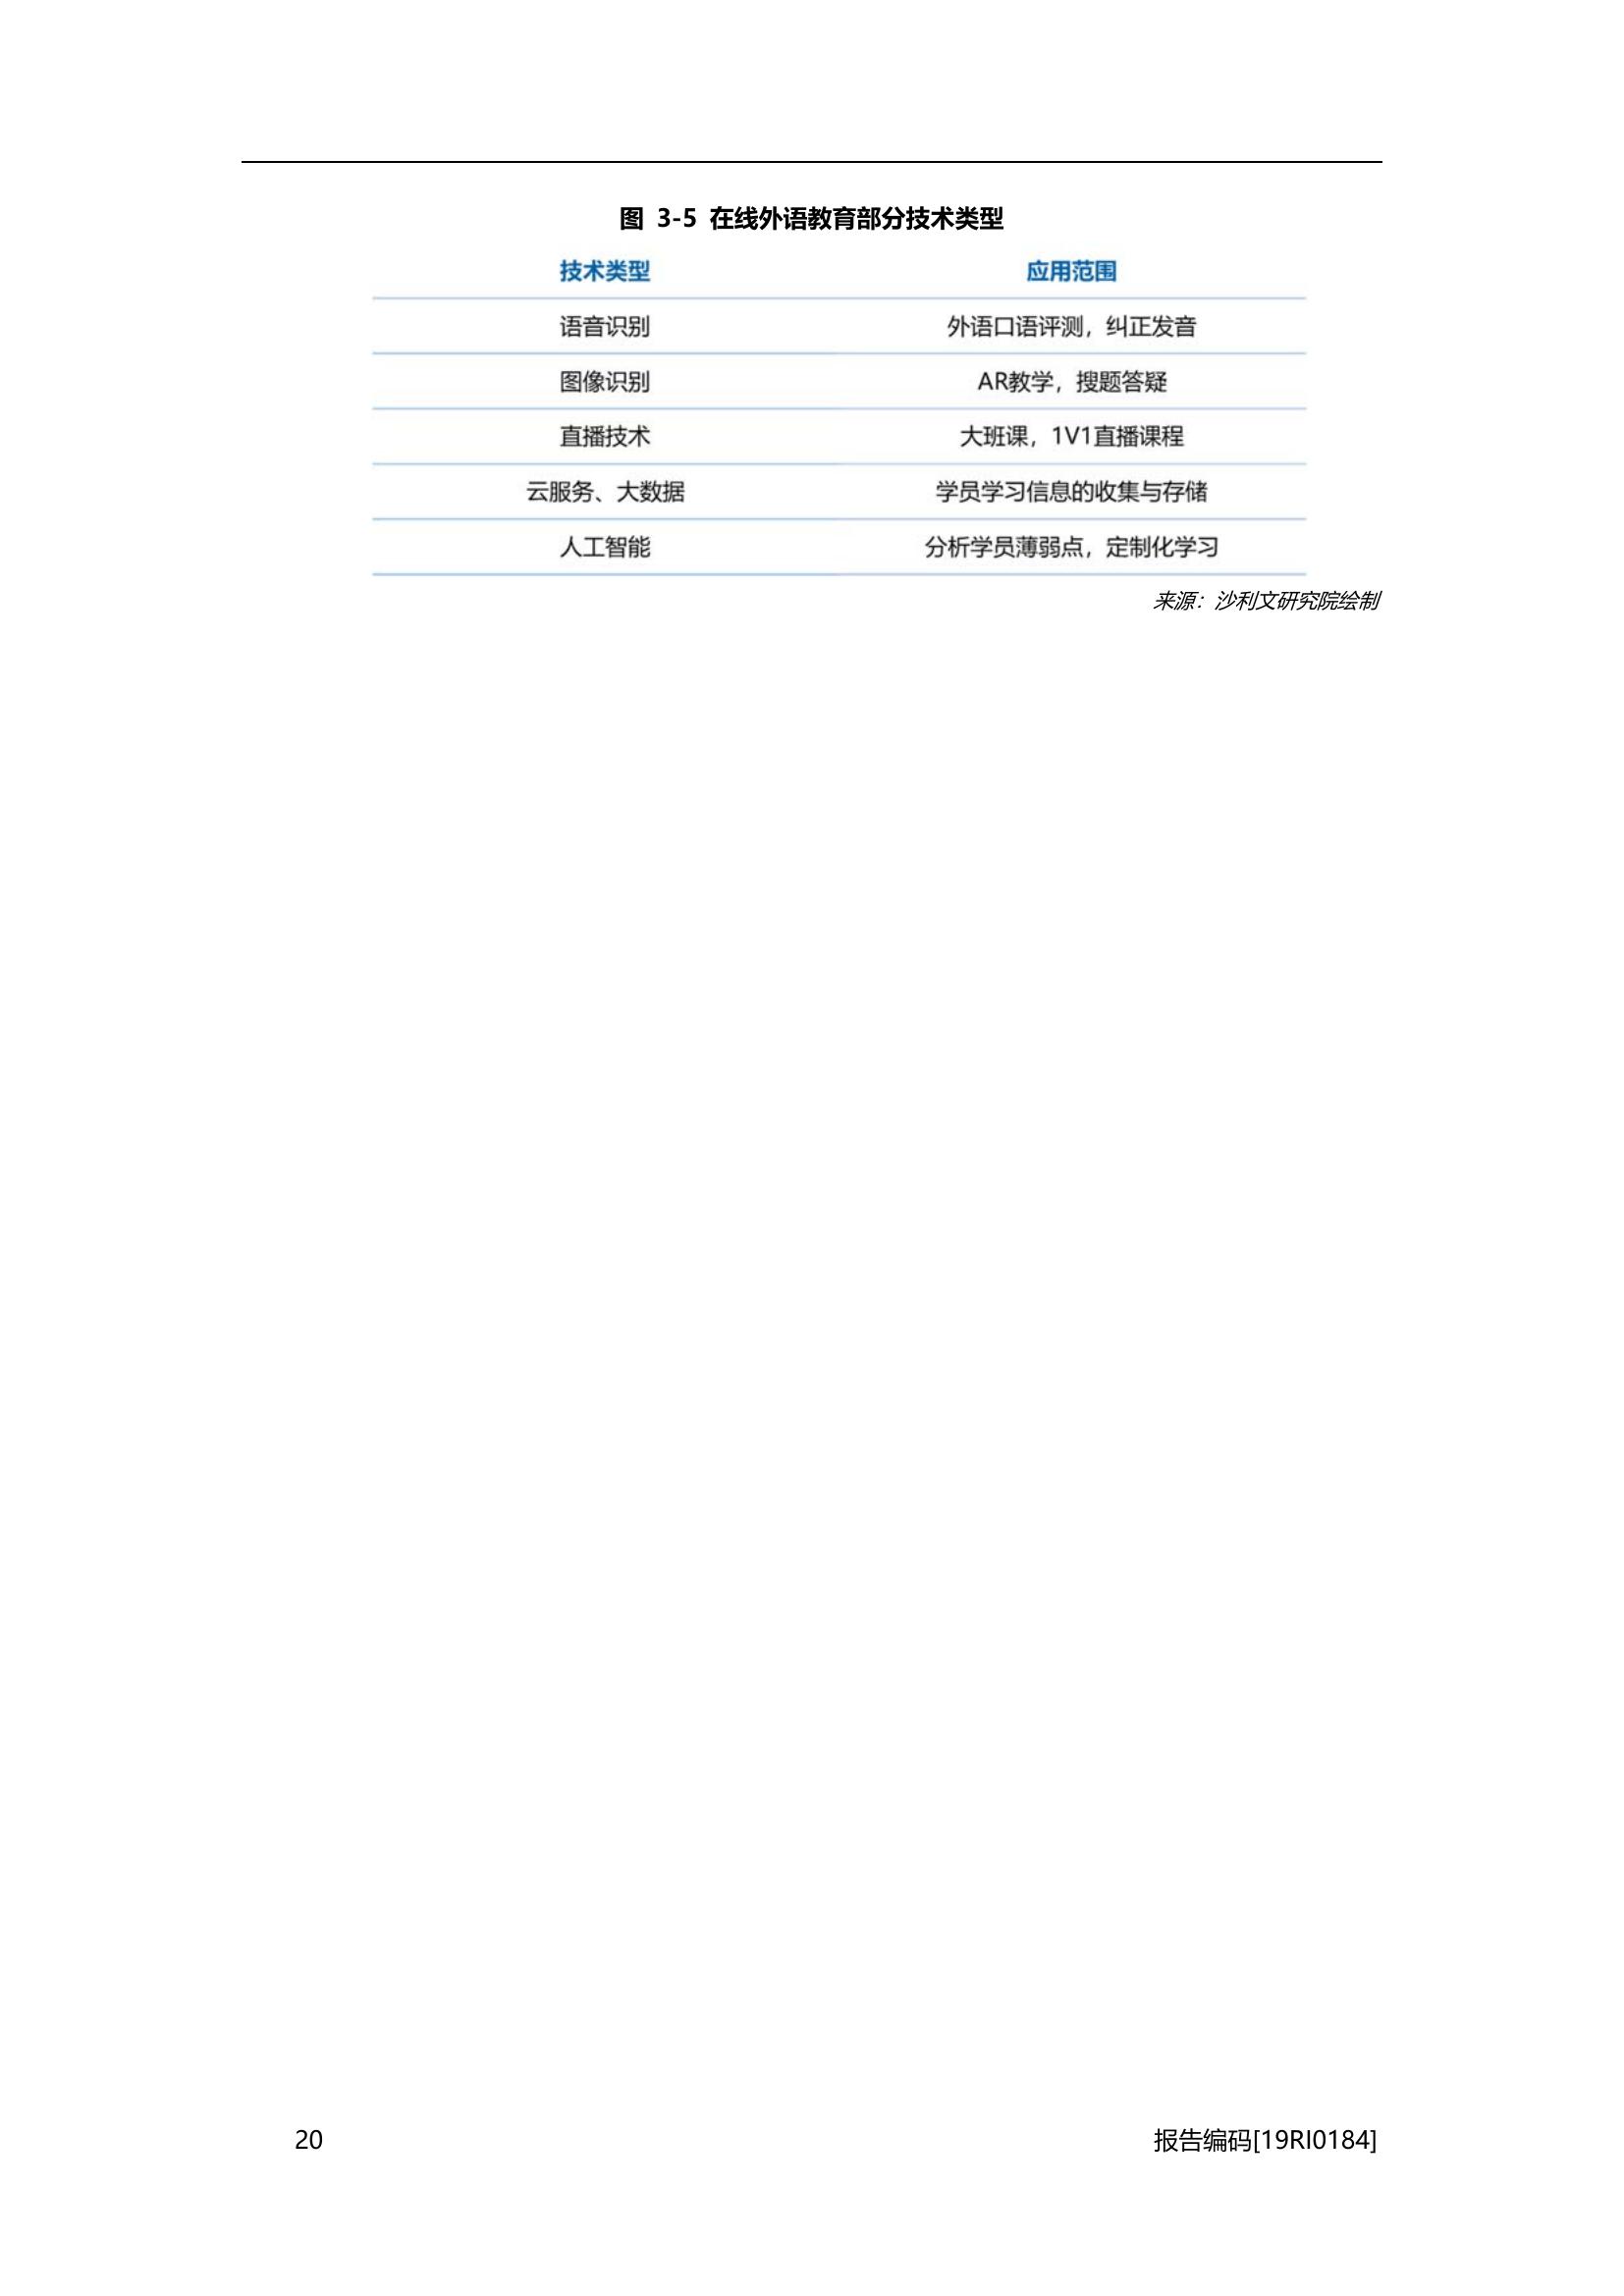 图 3-5 在线外语教育部分技术类型
技术类型 应用范围
语音识别 外语口语评测，纠正发音
图像识别 AR教学，搜题答疑
直播技术 大班课，1V1直播课程
云服务、大数据 学员学习信息的收集与存储
人工智能 分析学员薄弱点，定制化学习
来源：沙利文研究院绘制
20 报告编码[19RI0184]